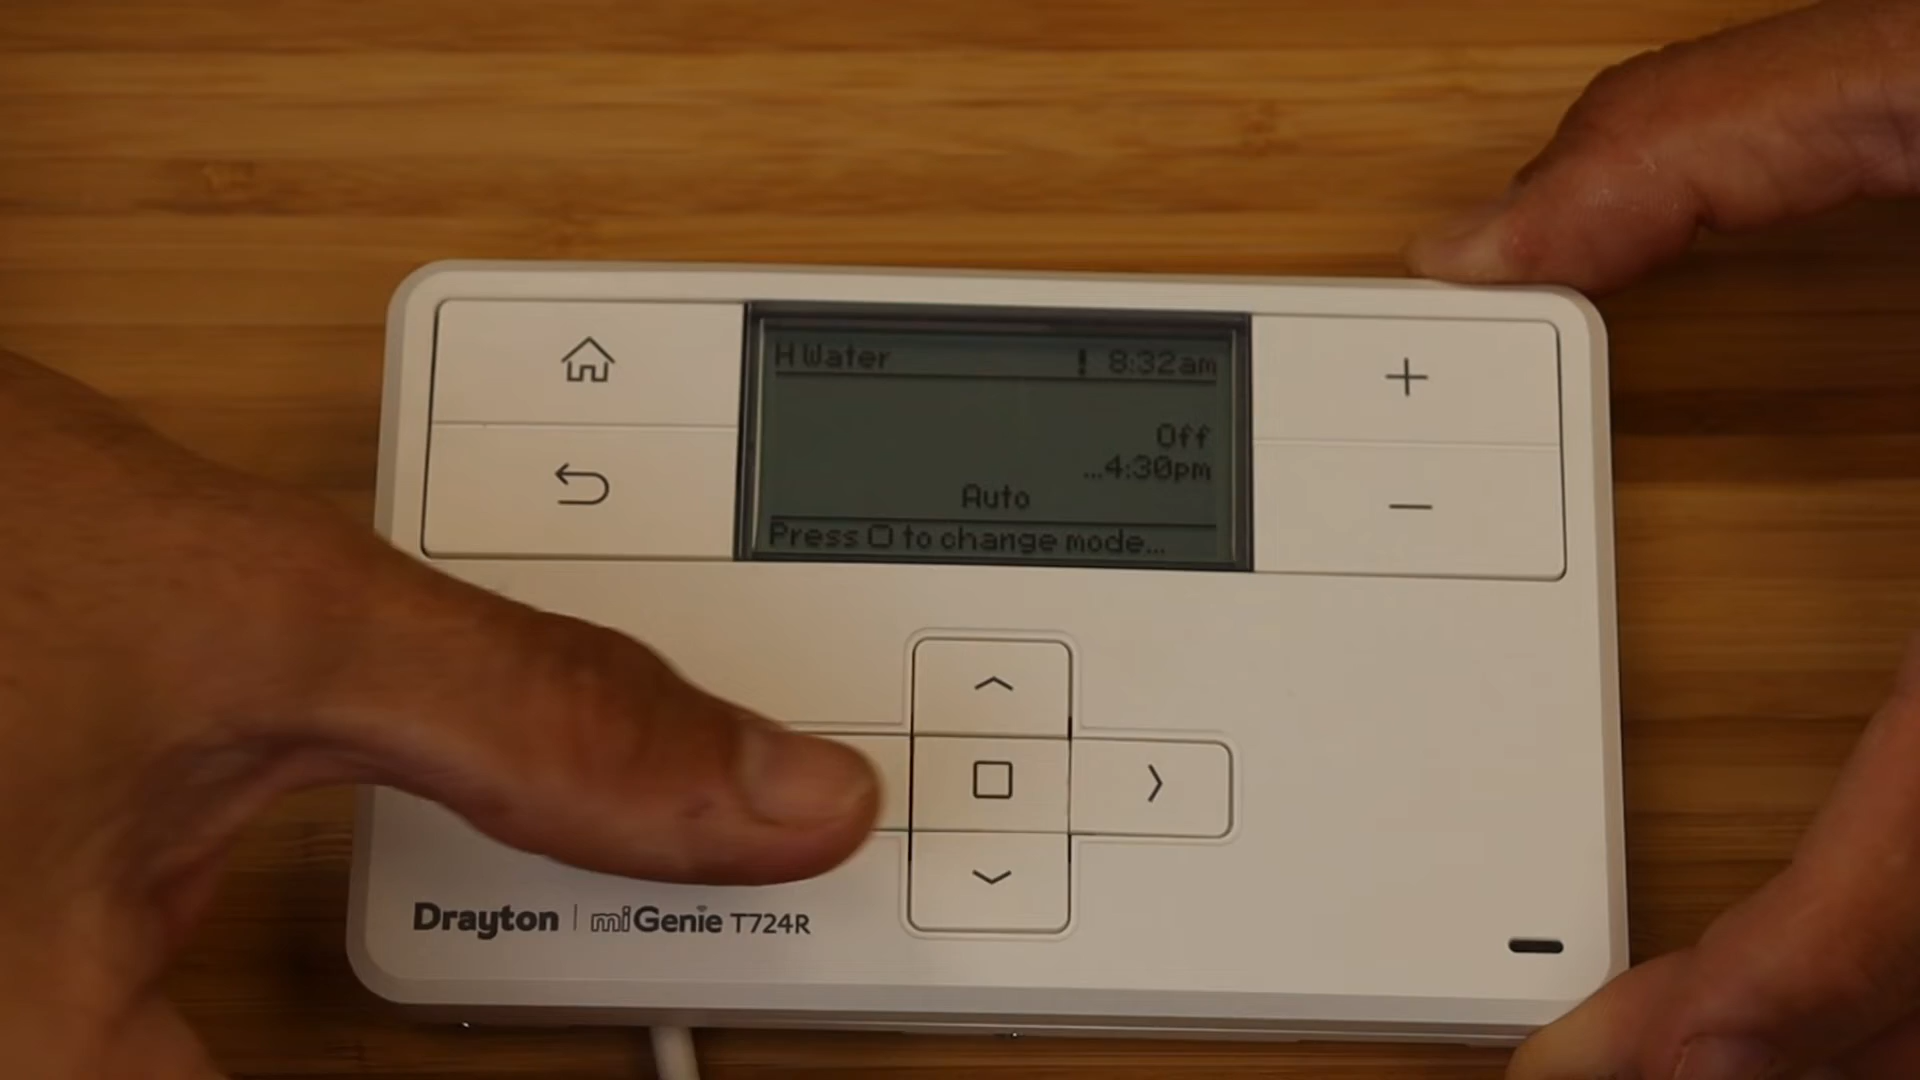 H Water ! 8:32am
Off
...4:30pm
Auto
Press □ to change mode...
Drayton | miGenie T724R